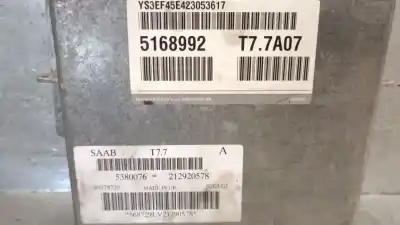 YS3EF45E423053617
5168992 T7.7A07
SAAB T7.7 A
5380076 - 212920578